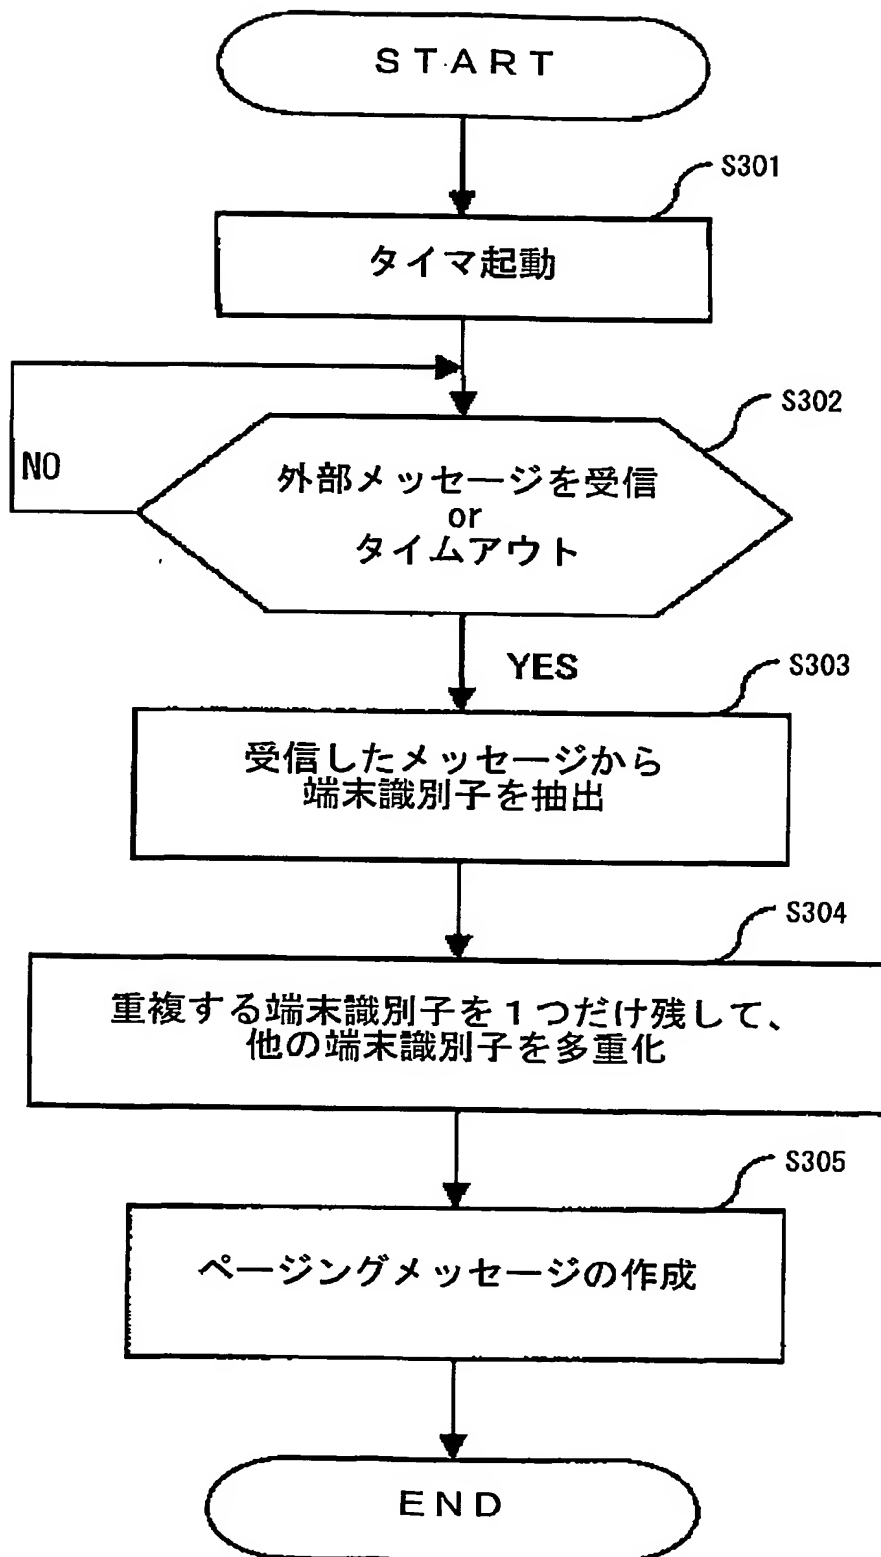 START
S301
タイマ起動
S302
NO
外部メッセージを受信
or
タイムアウト
YES
S303
受信したメッセージから
端末識別子を抽出
S304
重複する端末識別子を1つだけ残して、
他の端末識別子を多重化
S305
ページングメッセージの作成
END